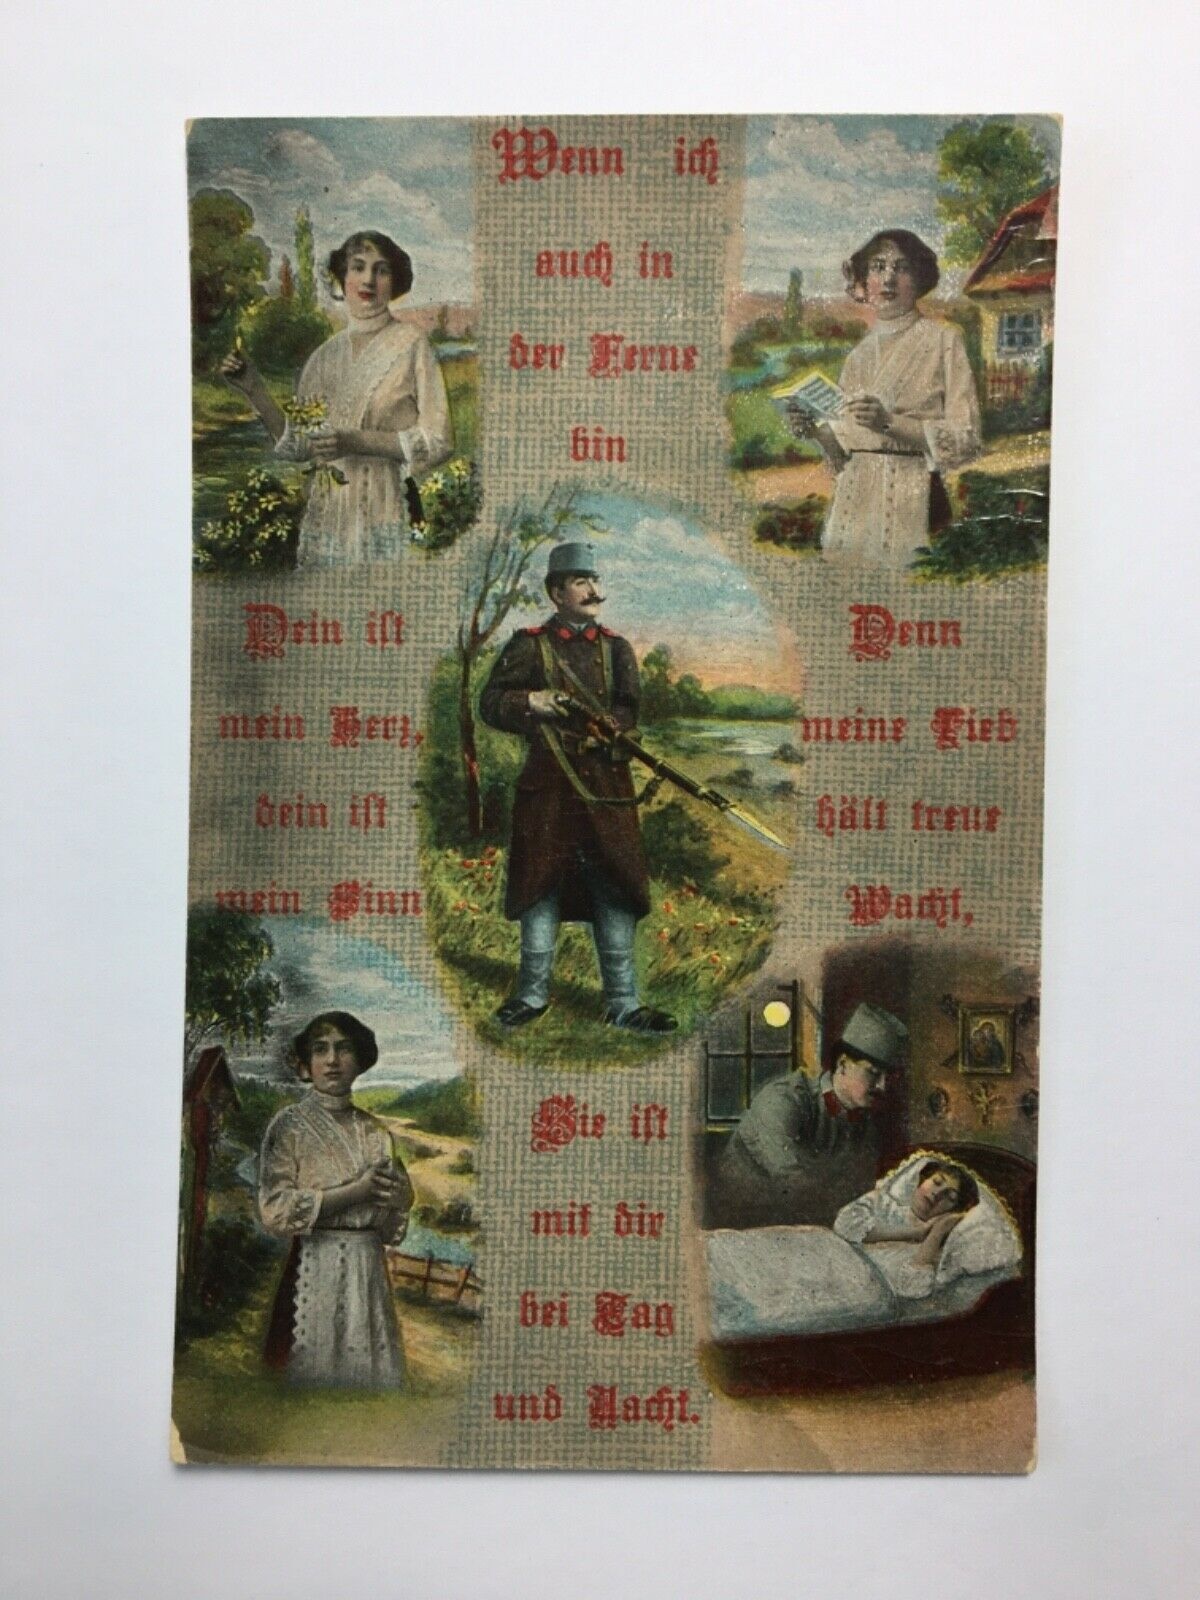 Wenn ich
auch in
der Ferne
bin
Dein ist
mein Herz,
dein ist
mein Sinn
Denn
meine Lieb
hält treue
Wacht,
Sie ist
mit dir
bei Tag
und Nacht.